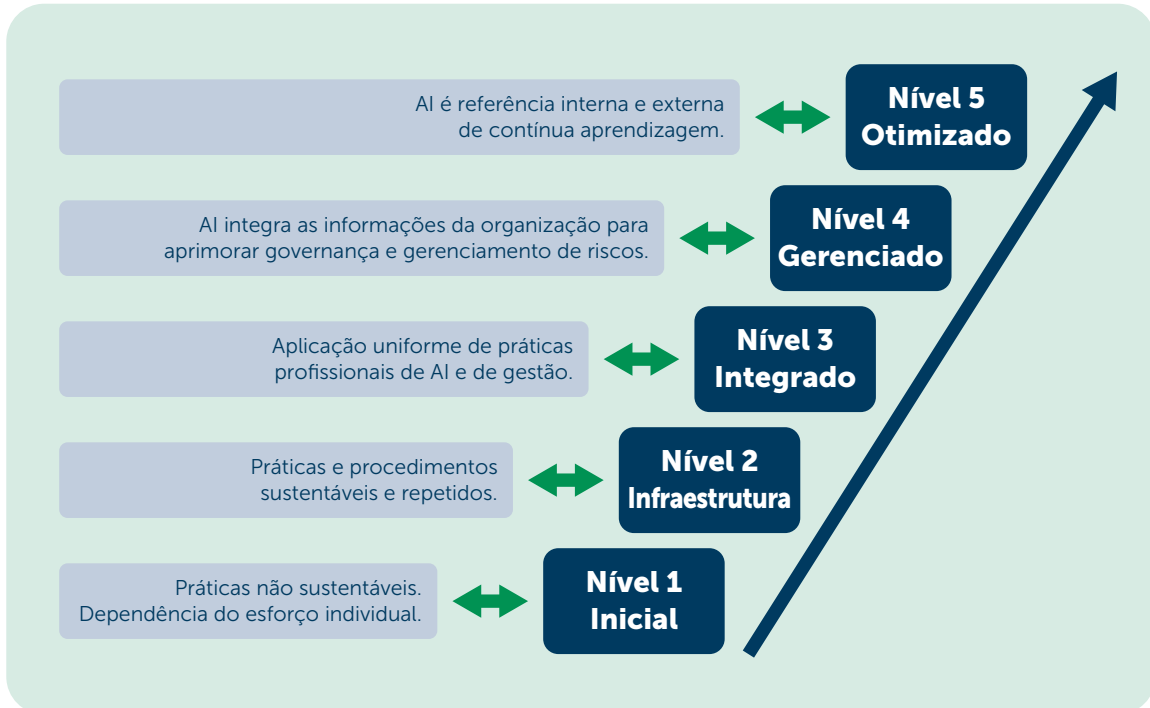 AI é referência interna e externa
de contínua aprendizagem.
Nível 5
Otimizado
AI integra as informações da organização para
aprimorar governança e gerenciamento de riscos.
Nível 4
Gerenciado
Aplicação uniforme de práticas
profissionais de AI e de gestão.
Nível 3
Integrado
Práticas e procedimentos
sustentáveis e repetidos.
Nível 2
Infraestrutura
Práticas não sustentáveis.
Dependência do esforço individual.
Nível 1
Inicial